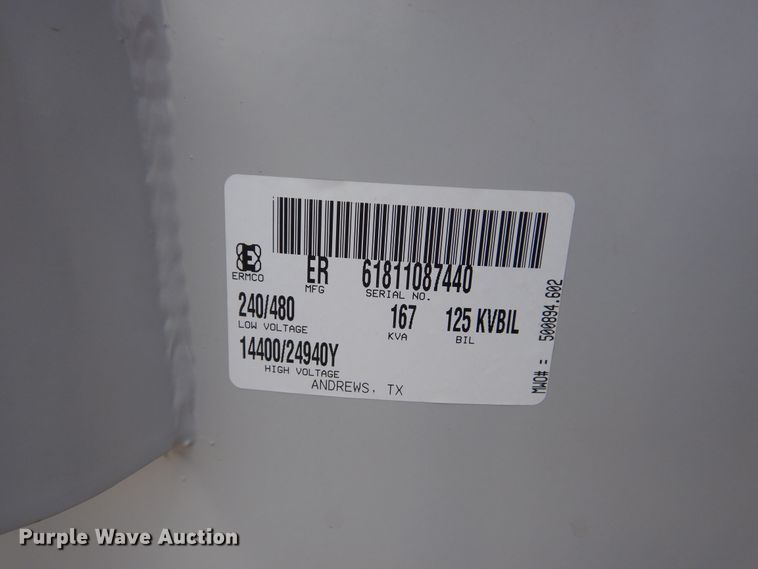 E
ERMCO
ER 61811087440
MFG SERIAL NO.
240/480 167 125 KVBIL
LOW VOLTAGE KVA BIL
14400/24940Y
HIGH VOLTAGE
ANDREWS, TX
MWO# = 500894.602
Purple Wave Auction